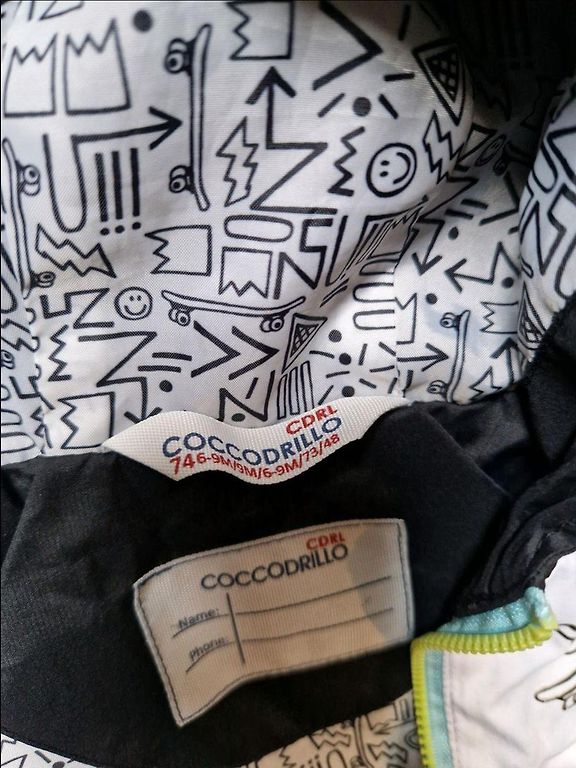 CDRL
COCCODRILLO
74 6-9M/9M/6-9M/73/48
CDRL
COCCODRILLO
Name:
Phone: